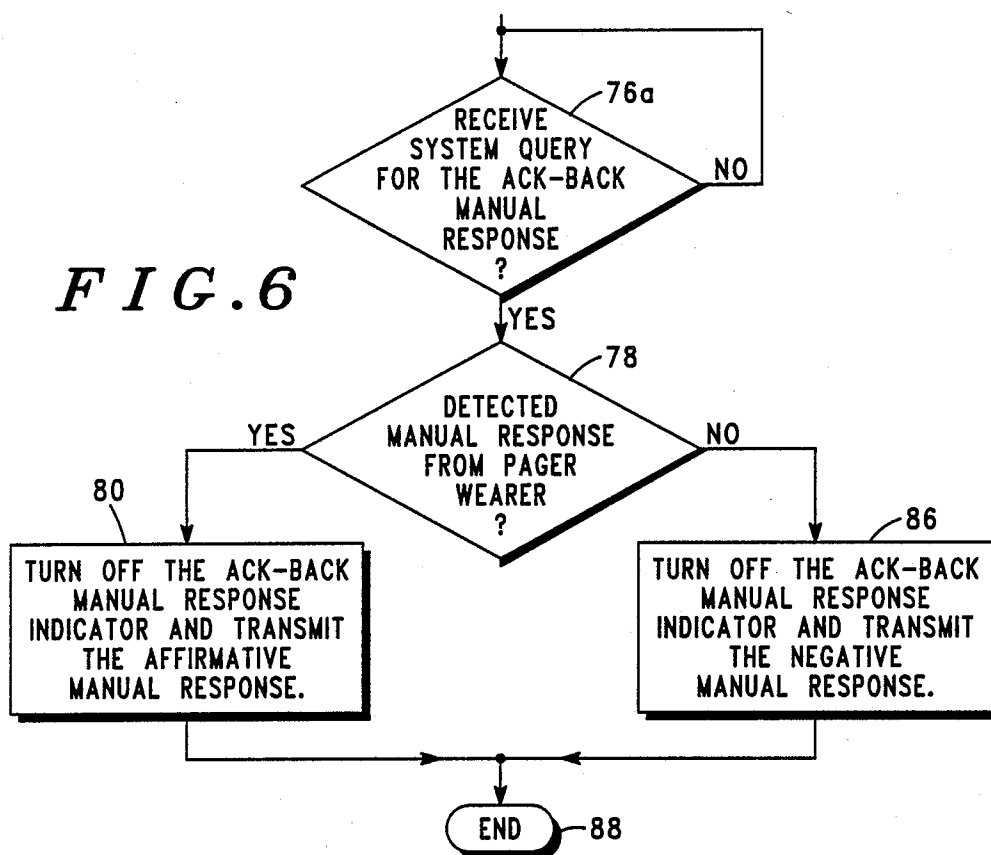 76a
RECEIVE
SYSTEM QUERY
FOR THE ACK-BACK
MANUAL
RESPONSE
?
NO
FIG.6
YES
78
DETECTED
MANUAL RESPONSE
FROM PAGER
WEARER
?
YES
NO
80
TURN OFF THE ACK-BACK
MANUAL RESPONSE
INDICATOR AND TRANSMIT
THE AFFIRMATIVE
MANUAL RESPONSE.
86
TURN OFF THE ACK-BACK
MANUAL RESPONSE
INDICATOR AND TRANSMIT
THE NEGATIVE
MANUAL RESPONSE.
END
88